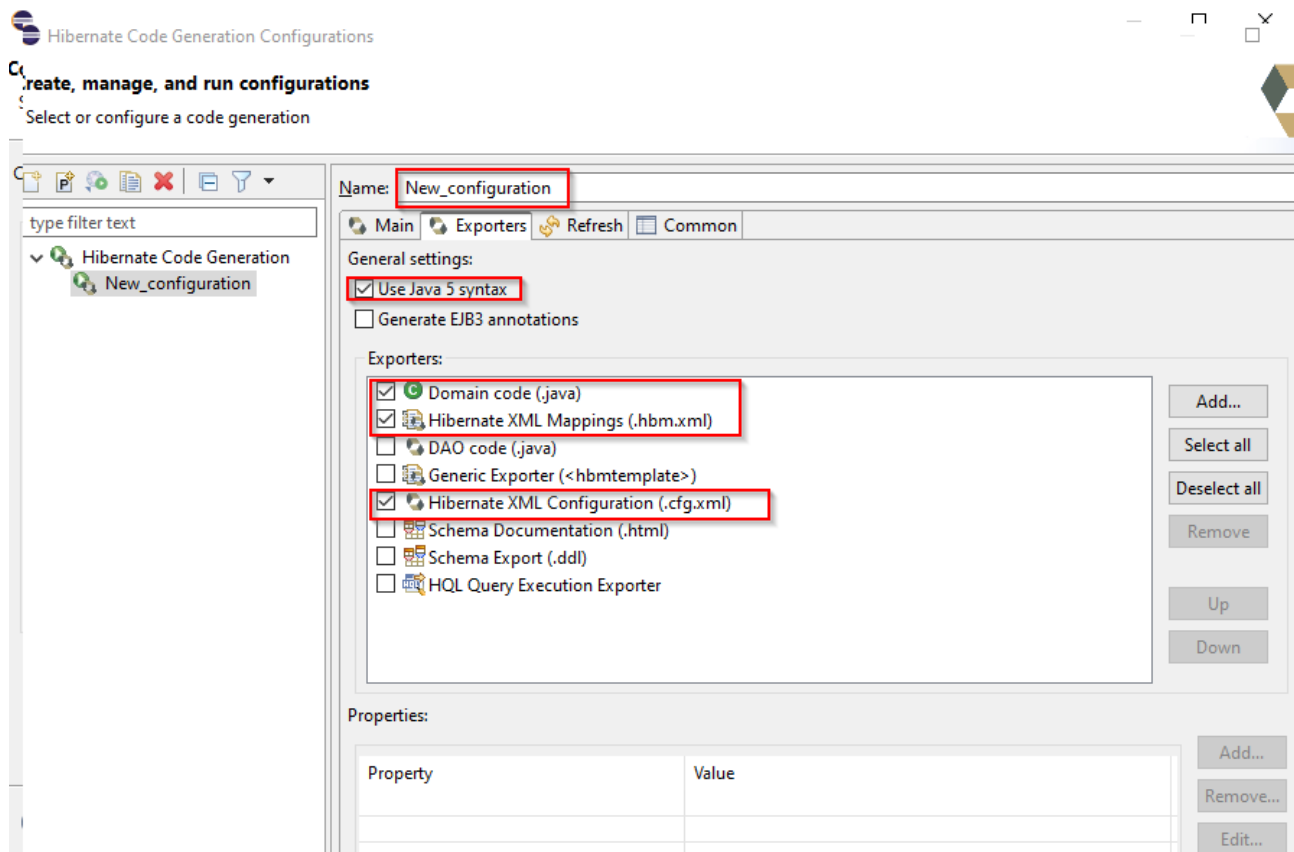 Hibernate Code Generation Configurations
Create, manage, and run configurations
Select or configure a code generation
Name: New_configuration
type filter text
Main Exporters Refresh Common
Hibernate Code Generation
New_configuration
General settings:
Use Java 5 syntax
Generate EJB3 annotations
Exporters:
Domain code (.java)
Hibernate XML Mappings (.hbm.xml)
DAO code (.java)
Generic Exporter (<hbmtemplate>)
Hibernate XML Configuration (.cfg.xml)
Schema Documentation (.html)
Schema Export (.ddl)
HQL Query Execution Exporter
Add...
Select all
Deselect all
Remove
Up
Down
Properties:
Property Value
Add...
Remove...
Edit...